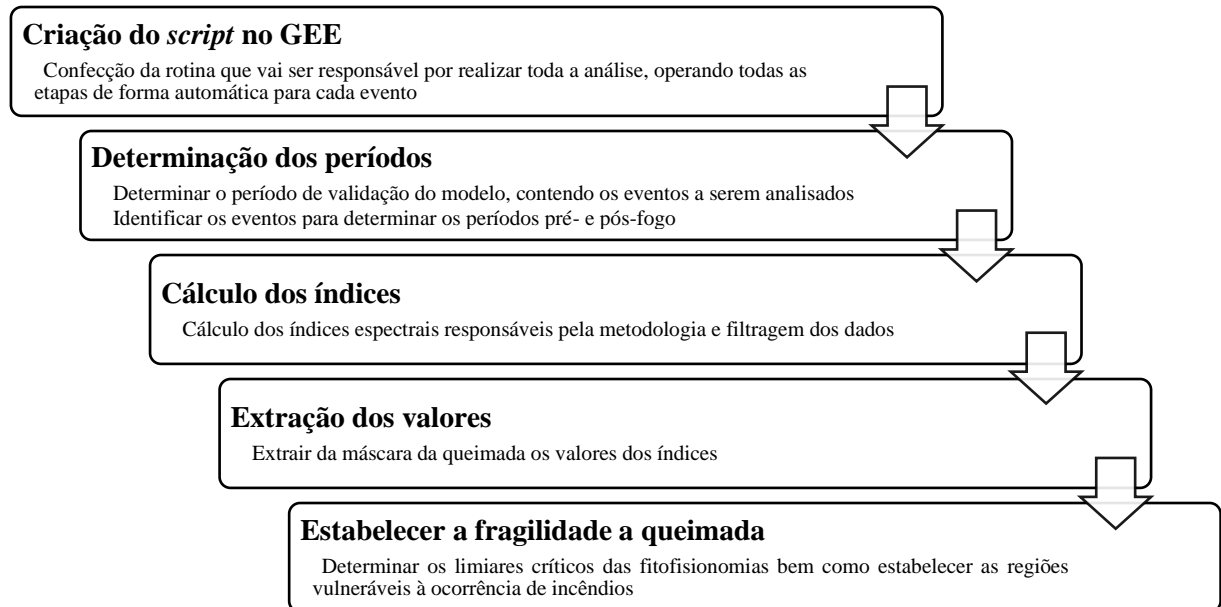 Criação do script no GEE
Confecção da rotina que vai ser responsável por realizar toda a análise, operando todas as
etapas de forma automática para cada evento
Determinação dos períodos
Determinar o período de validação do modelo, contendo os eventos a serem analisados
Identificar os eventos para determinar os períodos pré- e pós-fogo
Cálculo dos índices
Cálculo dos índices espectrais responsáveis pela metodologia e filtragem dos dados
Extração dos valores
Extrair da máscara da queimada os valores dos índices
Estabelecer a fragilidade a queimada
Determinar os limiares críticos das fitofisionomias bem como estabelecer as regiões
vulneráveis à ocorrência de incêndios